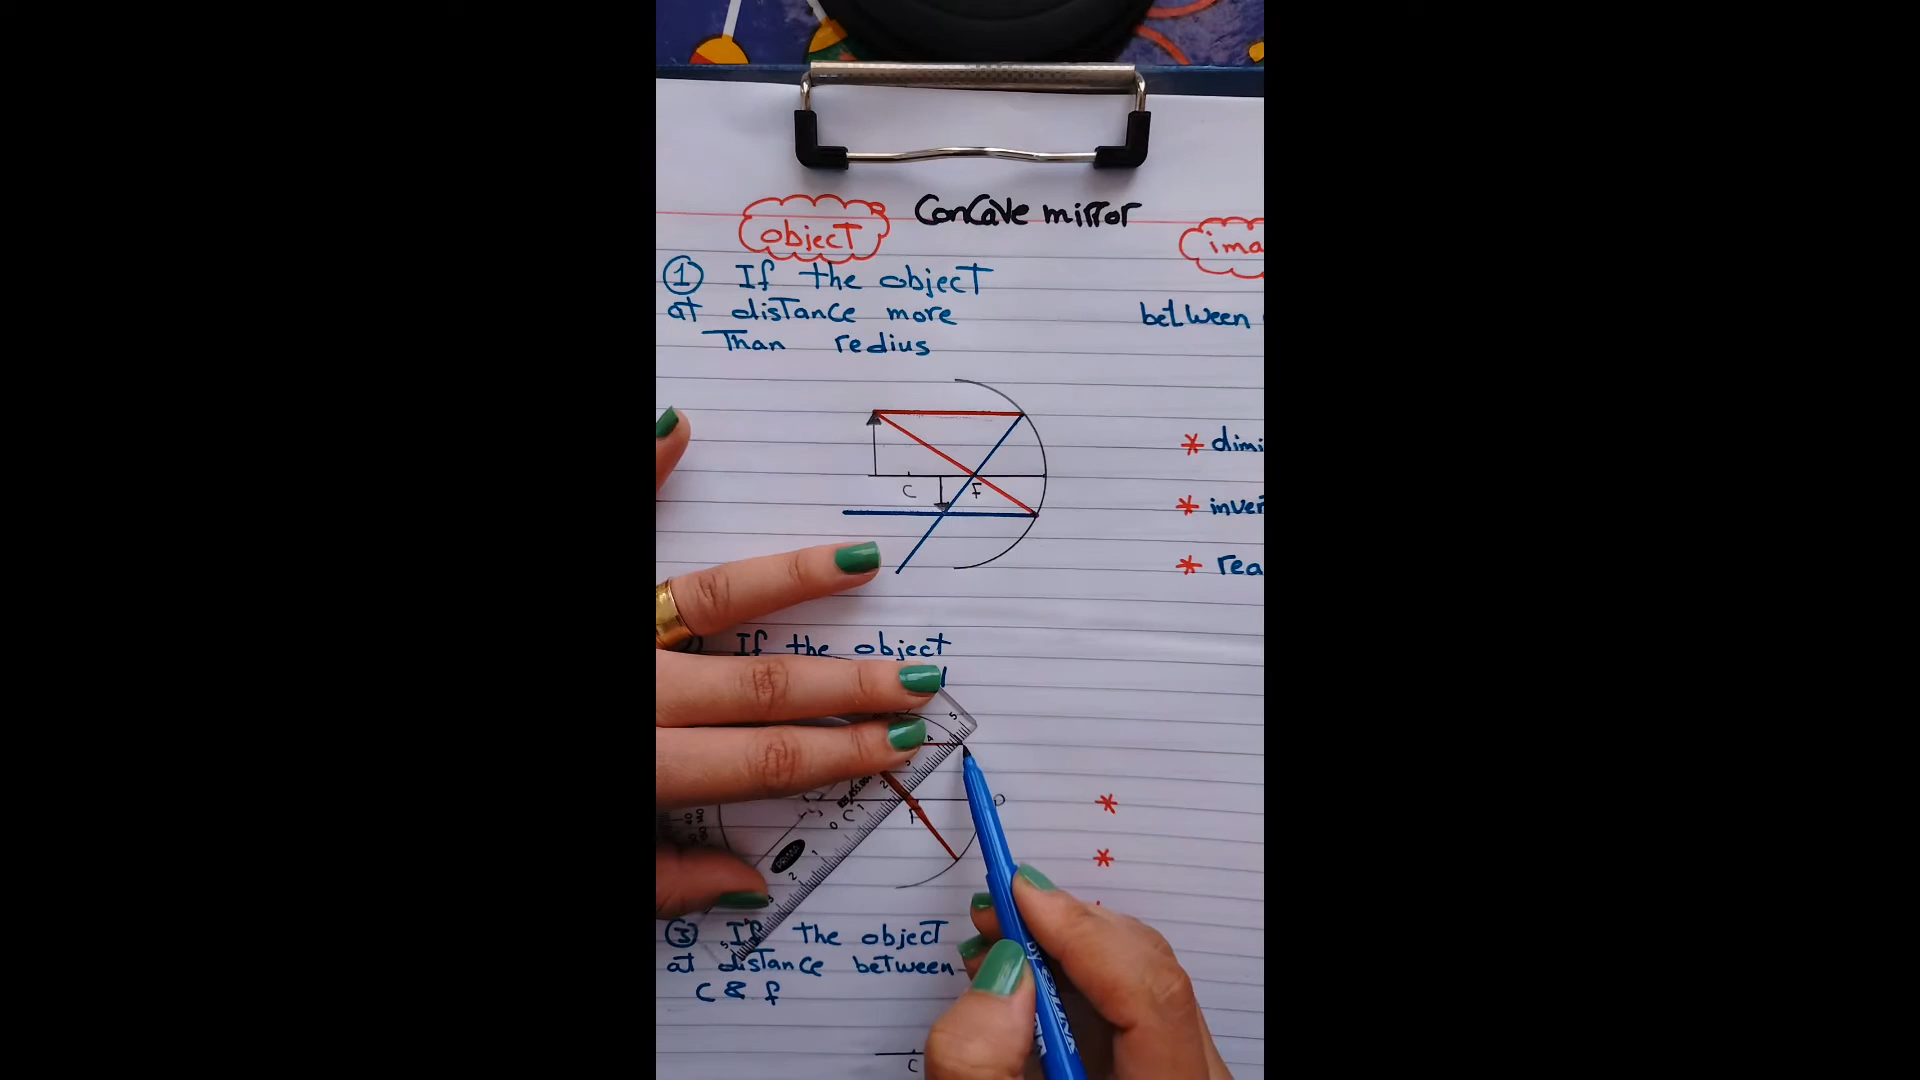 Concave mirror
object
ima
① If the object
at distance more
Than redius
between
C
F
* dimi
* inver
* rea
If the object
C
F
*
*
③ If the object
at distance between
C & f
C